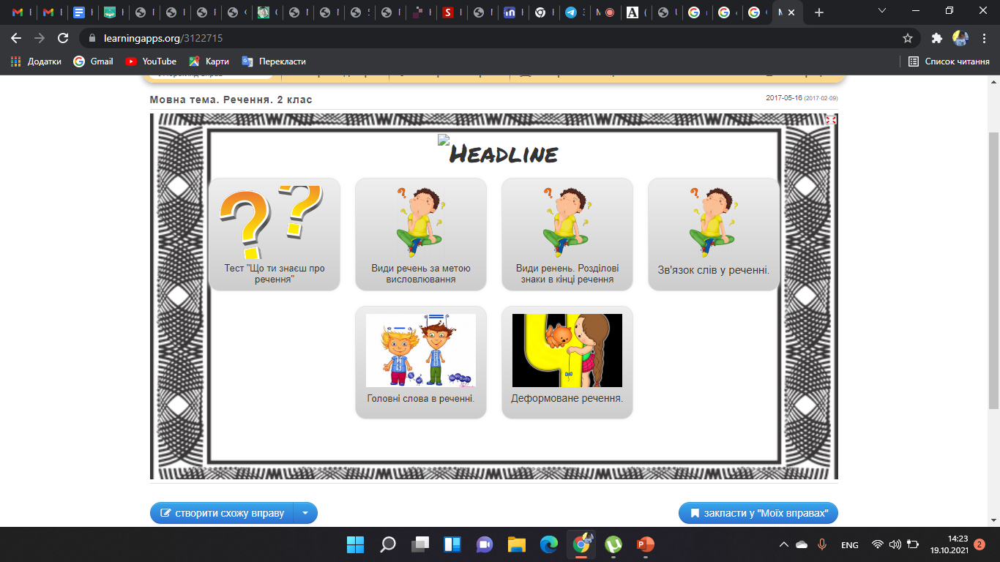 learningapps.org/3122715
Додатки Gmail YouTube Карти Перекласти Список читання
Мовна тема. Речення. 2 клас 2017-05-16 (2017-02-09)
HEADLINE
Тест "Що ти знаєш про
речення"
Види речень за метою
висловлювання
Види ренень. Розділові
знаки в кінці речення
Зв'язок слів у реченні.
Головні слова в реченні.
Деформоване речення.
створити схожу вправу
закласти у "Моїх вправах"
ENG
14:23
19.10.2021
2